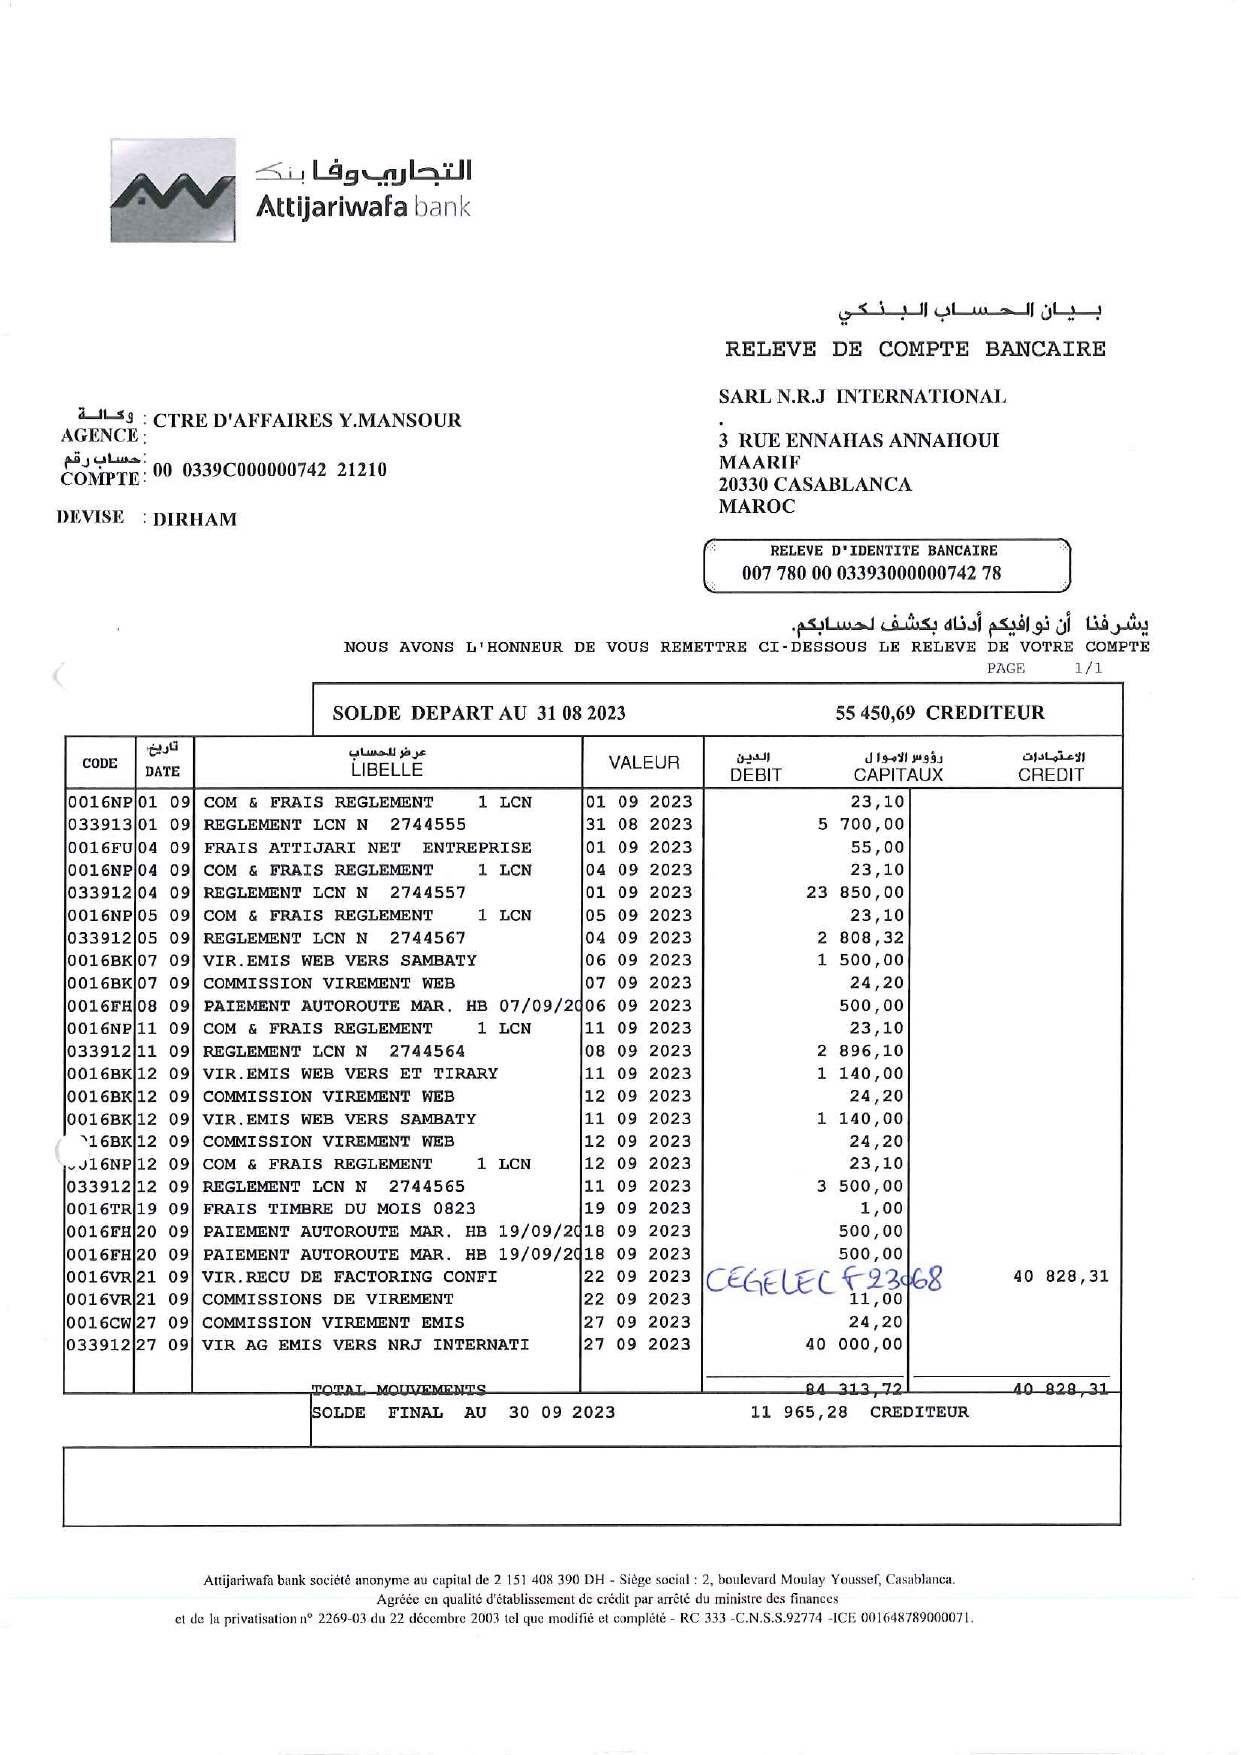 التجاري وفا بنك
Attijariwafa bank
بيان الحساب البنكي
RELEVE DE COMPTE BANCAIRE
SARL N.R.J INTERNATIONAL
.
3 RUE ENNAHAS ANNAHOUI
MAARIF
20330 CASABLANCA
MAROC
وكالة :
AGENCE : CTRE D'AFFAIRES Y.MANSOUR
حساب رقم :
COMPTE : 00 0339C000000742 21210
DEVISE : DIRHAM
RELEVE D'IDENTITE BANCAIRE
007 780 00 03393000000742 78
يشرفنا أن نوافيكم أدناه بكشف لحسابكم.
NOUS AVONS L'HONNEUR DE VOUS REMETTRE CI-DESSOUS LE RELEVE DE VOTRE COMPTE
PAGE 1/1
SOLDE DEPART AU 31 08 2023 55 450,69 CREDITEUR
تاريخ عرض للحساب المدين رؤوس الاموال الاعتمادات
CODE DATE LIBELLE VALEUR DEBIT CAPITAUX CREDIT
0016NP 01 09 COM & FRAIS REGLEMENT 1 LCN 01 09 2023 23,10
033913 01 09 REGLEMENT LCN N 2744555 31 08 2023 5 700,00
0016FU 04 09 FRAIS ATTIJARI NET ENTREPRISE 01 09 2023 55,00
0016NP 04 09 COM & FRAIS REGLEMENT 1 LCN 04 09 2023 23,10
033912 04 09 REGLEMENT LCN N 2744557 01 09 2023 23 850,00
0016NP 05 09 COM & FRAIS REGLEMENT 1 LCN 05 09 2023 23,10
033912 05 09 REGLEMENT LCN N 2744567 04 09 2023 2 808,32
0016BK 07 09 VIR.EMIS WEB VERS SAMBATY 06 09 2023 1 500,00
0016BK 07 09 COMMISSION VIREMENT WEB 07 09 2023 24,20
0016FH 08 09 PAIEMENT AUTOROUTE MAR. HB 07/09/20 06 09 2023 500,00
0016NP 11 09 COM & FRAIS REGLEMENT 1 LCN 11 09 2023 23,10
033912 11 09 REGLEMENT LCN N 2744564 08 09 2023 2 896,10
0016BK 12 09 VIR.EMIS WEB VERS ET TIRARY 11 09 2023 1 140,00
0016BK 12 09 COMMISSION VIREMENT WEB 12 09 2023 24,20
0016BK 12 09 VIR.EMIS WEB VERS SAMBATY 11 09 2023 1 140,00
16BK 12 09 COMMISSION VIREMENT WEB 12 09 2023 24,20
16NP 12 09 COM & FRAIS REGLEMENT 1 LCN 12 09 2023 23,10
033912 12 09 REGLEMENT LCN N 2744565 11 09 2023 3 500,00
0016TR 19 09 FRAIS TIMBRE DU MOIS 0823 19 09 2023 1,00
0016FH 20 09 PAIEMENT AUTOROUTE MAR. HB 19/09/20 18 09 2023 500,00
0016FH 20 09 PAIEMENT AUTOROUTE MAR. HB 19/09/20 18 09 2023 500,00
0016VR 21 09 VIR.RECU DE FACTORING CONFI 22 09 2023 CEGELEC F23068 40 828,31
0016VR 21 09 COMMISSIONS DE VIREMENT 22 09 2023 11,00
0016CW 27 09 COMMISSION VIREMENT EMIS 27 09 2023 24,20
033912 27 09 VIR AG EMIS VERS NRJ INTERNATI 27 09 2023 40 000,00
TOTAL MOUVEMENTS 84 313,72 40 828,31
SOLDE FINAL AU 30 09 2023 11 965,28 CREDITEUR
Attijariwafa bank société anonyme au capital de 2 151 408 390 DH - Siège social : 2, boulevard Moulay Youssef, Casablanca.
Agréée en qualité d'établissement de crédit par arrêté du ministre des finances
et de la privatisation n° 2269-03 du 22 décembre 2003 tel que modifié et complété - RC 333 -C.N.S.S.92774 -ICE 001648789000071.